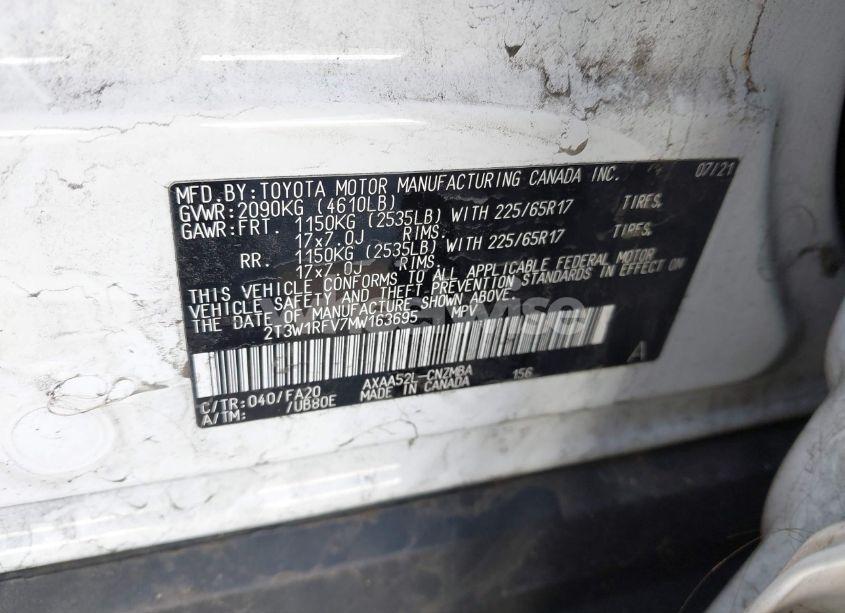 MFD. BY: TOYOTA MOTOR MANUFACTURING CANADA INC. 07/21
GVWR: 2090KG (4610LB)
GAWR: FRT. 1150KG (2535LB) WITH 225/65R17 TIRES,
17x7.0J RIMS.
RR. 1150KG (2535LB) WITH 225/65R17 TIRES,
17x7.0J RIMS.
THIS VEHICLE CONFORMS TO ALL APPLICABLE FEDERAL MOTOR
VEHICLE SAFETY AND THEFT PREVENTION STANDARDS IN EFFECT ON
THE DATE OF MANUFACTURE SHOWN ABOVE.
2T3W1RFV7MW163695 MPV
A
C/TR: 040/FA20 AXAA52L-CNZMBA 156
A/TM: /UB80E MADE IN CANADA